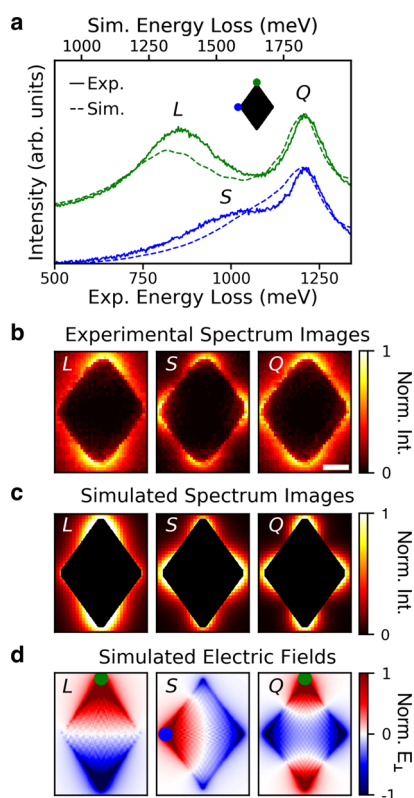 a
Sim. Energy Loss (meV)
1000 1250 1500 1750
Intensity (arb. units)
Exp.
Sim.
L
Q
S
500 750 1000 1250
Exp. Energy Loss (meV)
b
Experimental Spectrum Images
L S Q
1
Norm. Int.
0
c
Simulated Spectrum Images
L S Q
1
Norm. Int.
0
d
Simulated Electric Fields
L S Q
1
Norm. E⊥
0
-1